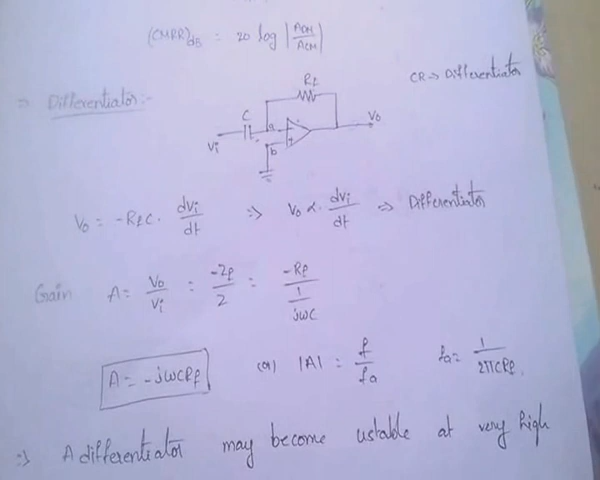 (CMRR)dB = 20 log |ADM/ACM|
CR → Differentiator
⇒ Differentiator:-
Rf
C
a
Vo
Vi
b
Vo = -RfC. dVi/dt ⇒ Vo α. dVi/dt ⇒ Differentiator
Gain A = Vo/Vi = -Zf/Z = -Rf/(1/jωC)
A = -jωCRf (or) |A| = f/fa fa = 1/2πCRf.
⇒ A differentiator may become ustable at very high